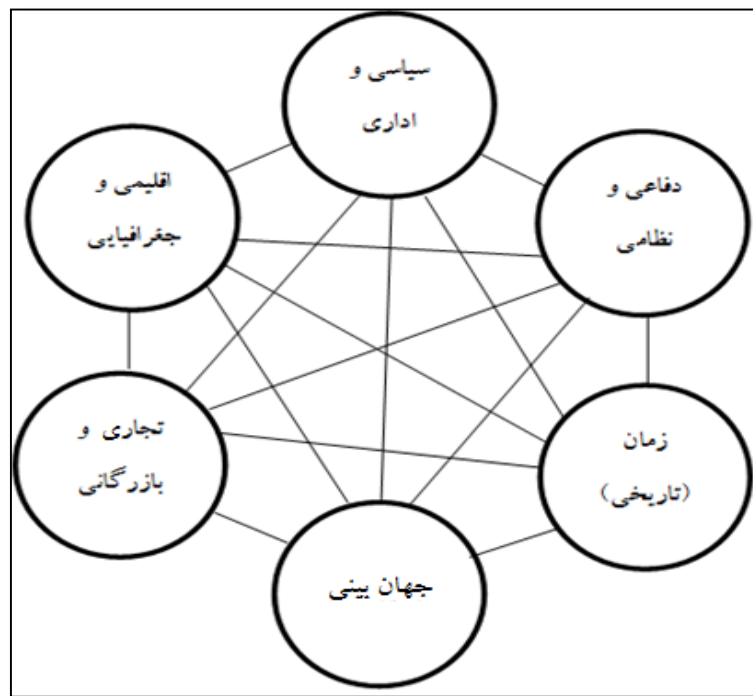 سیاسی و
اداری
دفاعی و
نظامی
اقلیمی و
جغرافیایی
زمان
(تاریخی)
تجاری و
بازرگانی
جهان بینی